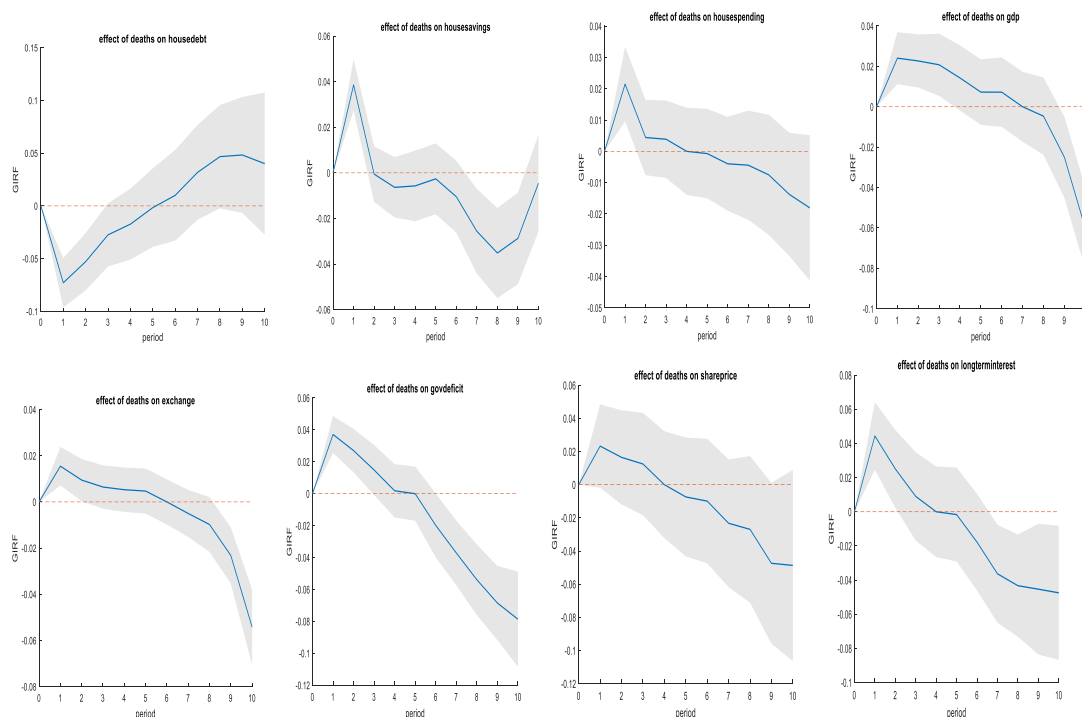 effect of deaths on housedebt
0.15
0.1
0.05
0
-0.05
-0.1
GIRF
0 1 2 3 4 5 6 7 8 9 10
period
effect of deaths on housesavings
0.06
0.04
0.02
0
-0.02
-0.04
-0.06
GIRF
0 1 2 3 4 5 6 7 8 9 10
period
effect of deaths on housespending
0.04
0.03
0.02
0.01
0
-0.01
-0.02
-0.03
-0.04
-0.05
GIRF
0 1 2 3 4 5 6 7 8 9 10
period
effect of deaths on gdp
0.04
0.02
0
-0.02
-0.04
-0.06
-0.08
-0.1
GIRF
0 1 2 3 4 5 6 7 8 9
period
effect of deaths on exchange
0.04
0.02
0
-0.02
-0.04
-0.06
-0.08
GIRF
0 1 2 3 4 5 6 7 8 9 10
period
effect of deaths on govdeficit
0.06
0.04
0.02
0
-0.02
-0.04
-0.06
-0.08
-0.1
-0.12
GIRF
0 1 2 3 4 5 6 7 8 9 10
period
effect of deaths on shareprice
0.06
0.04
0.02
0
-0.02
-0.04
-0.06
-0.08
-0.1
-0.12
GIRF
0 1 2 3 4 5 6 7 8 9 10
period
effect of deaths on longterminterest
0.08
0.06
0.04
0.02
0
-0.02
-0.04
-0.06
-0.08
-0.1
GIRF
0 1 2 3 4 5 6 7 8 9 10
period